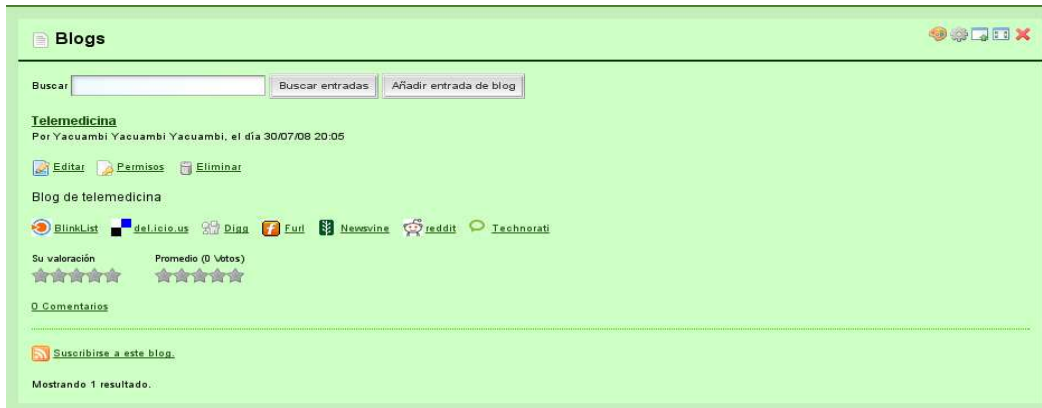 Blogs
Buscar Buscar entradas Añadir entrada de blog
Telemedicina
Por Yacuambi Yacuambi Yacuambi, el día 30/07/08 20:05
Editar Permisos Eliminar
Blog de telemedicina
BlinkList del.icio.us Digg Furl Newsvine reddit Technorati
Su valoración Promedio (0 Votos)
0 Comentarios
Suscribirse a este blog.
Mostrando 1 resultado.